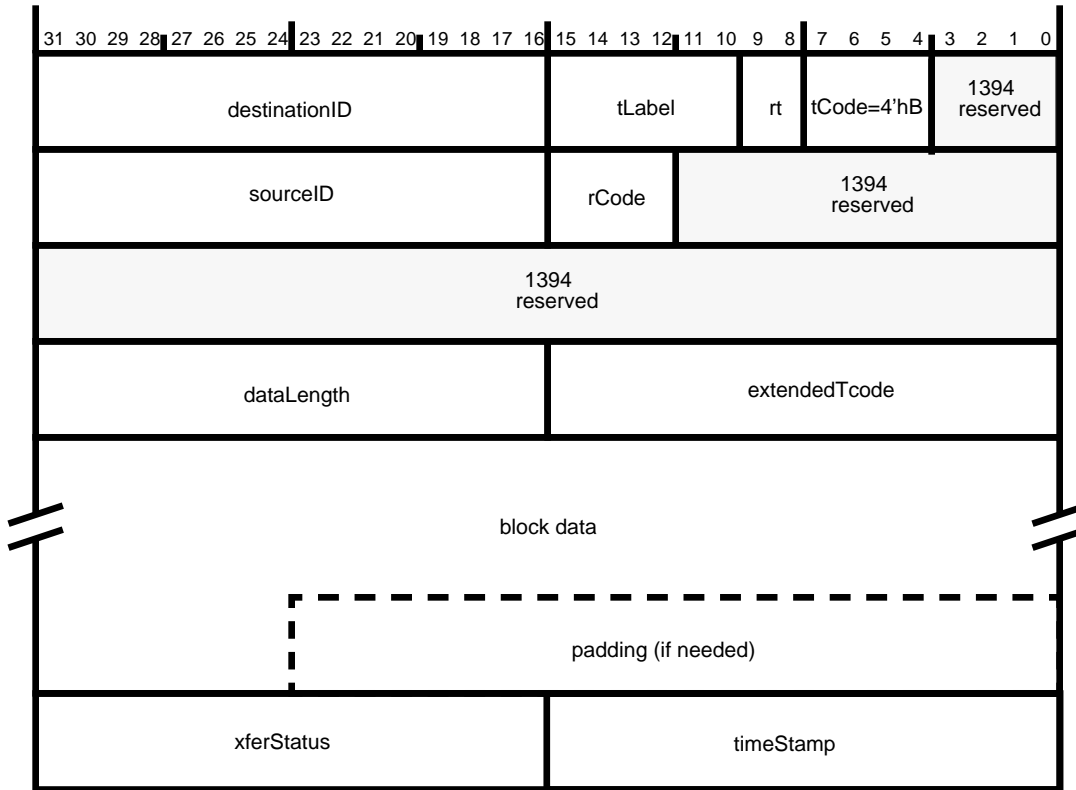 31 30 29 28 27 26 25 24 23 22 21 20 19 18 17 16 15 14 13 12 11 10 9 8 7 6 5 4 3 2 1 0
destinationID tLabel rt tCode=4'hB 1394
reserved
sourceID rCode 1394
reserved
1394
reserved
dataLength extendedTcode
block data
padding (if needed)
xferStatus timeStamp